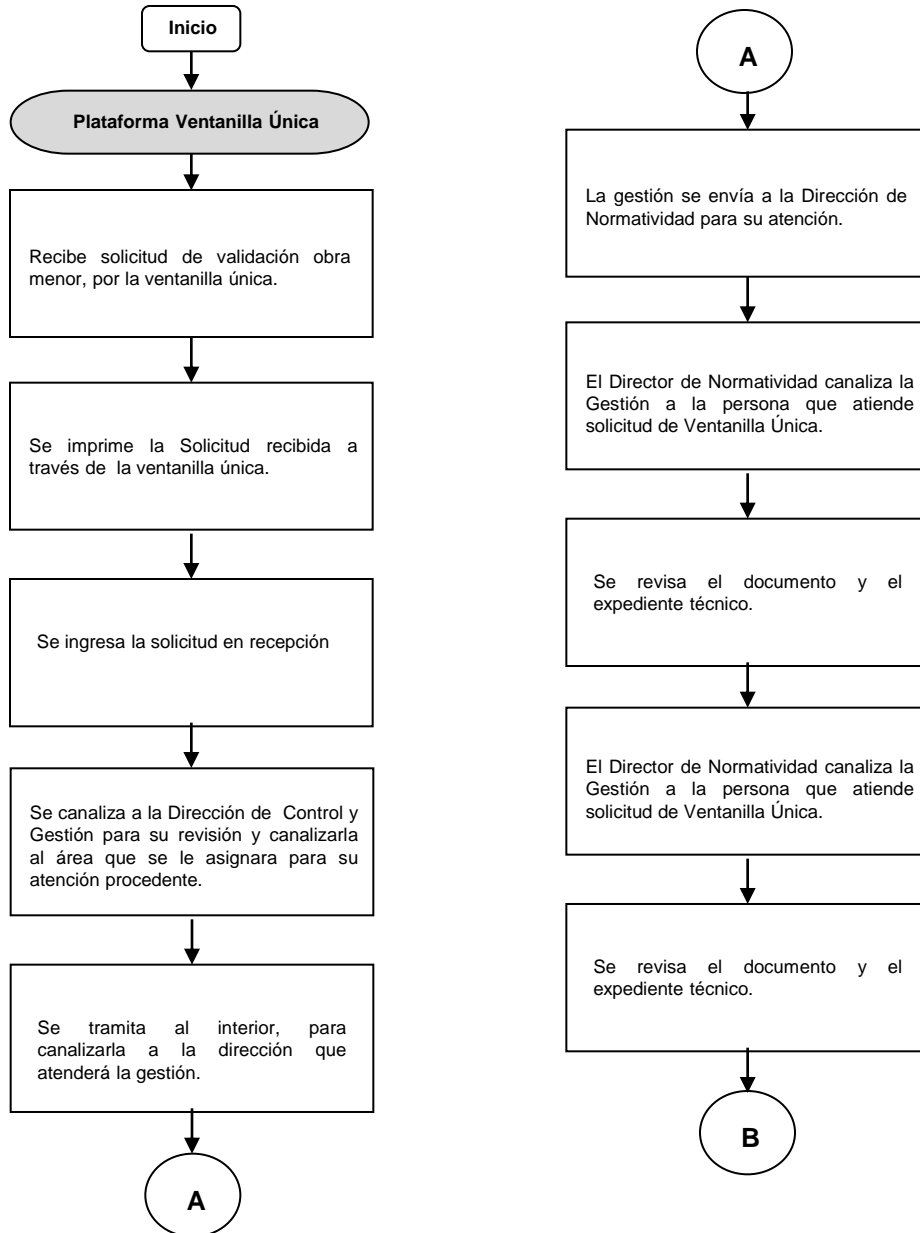 Inicio
Plataforma Ventanilla Única
Recibe solicitud de validación obra
menor, por la ventanilla única.
Se imprime la Solicitud recibida a
través de la ventanilla única.
Se ingresa la solicitud en recepción
Se canaliza a la Dirección de Control y
Gestión para su revisión y canalizarla
al área que se le asignara para su
atención procedente.
Se tramita al interior, para
canalizarla a la dirección que
atenderá la gestión.
A
A
La gestión se envía a la Dirección de
Normatividad para su atención.
El Director de Normatividad canaliza la
Gestión a la persona que atiende
solicitud de Ventanilla Única.
Se revisa el documento y el
expediente técnico.
El Director de Normatividad canaliza la
Gestión a la persona que atiende
solicitud de Ventanilla Única.
Se revisa el documento y el
expediente técnico.
B